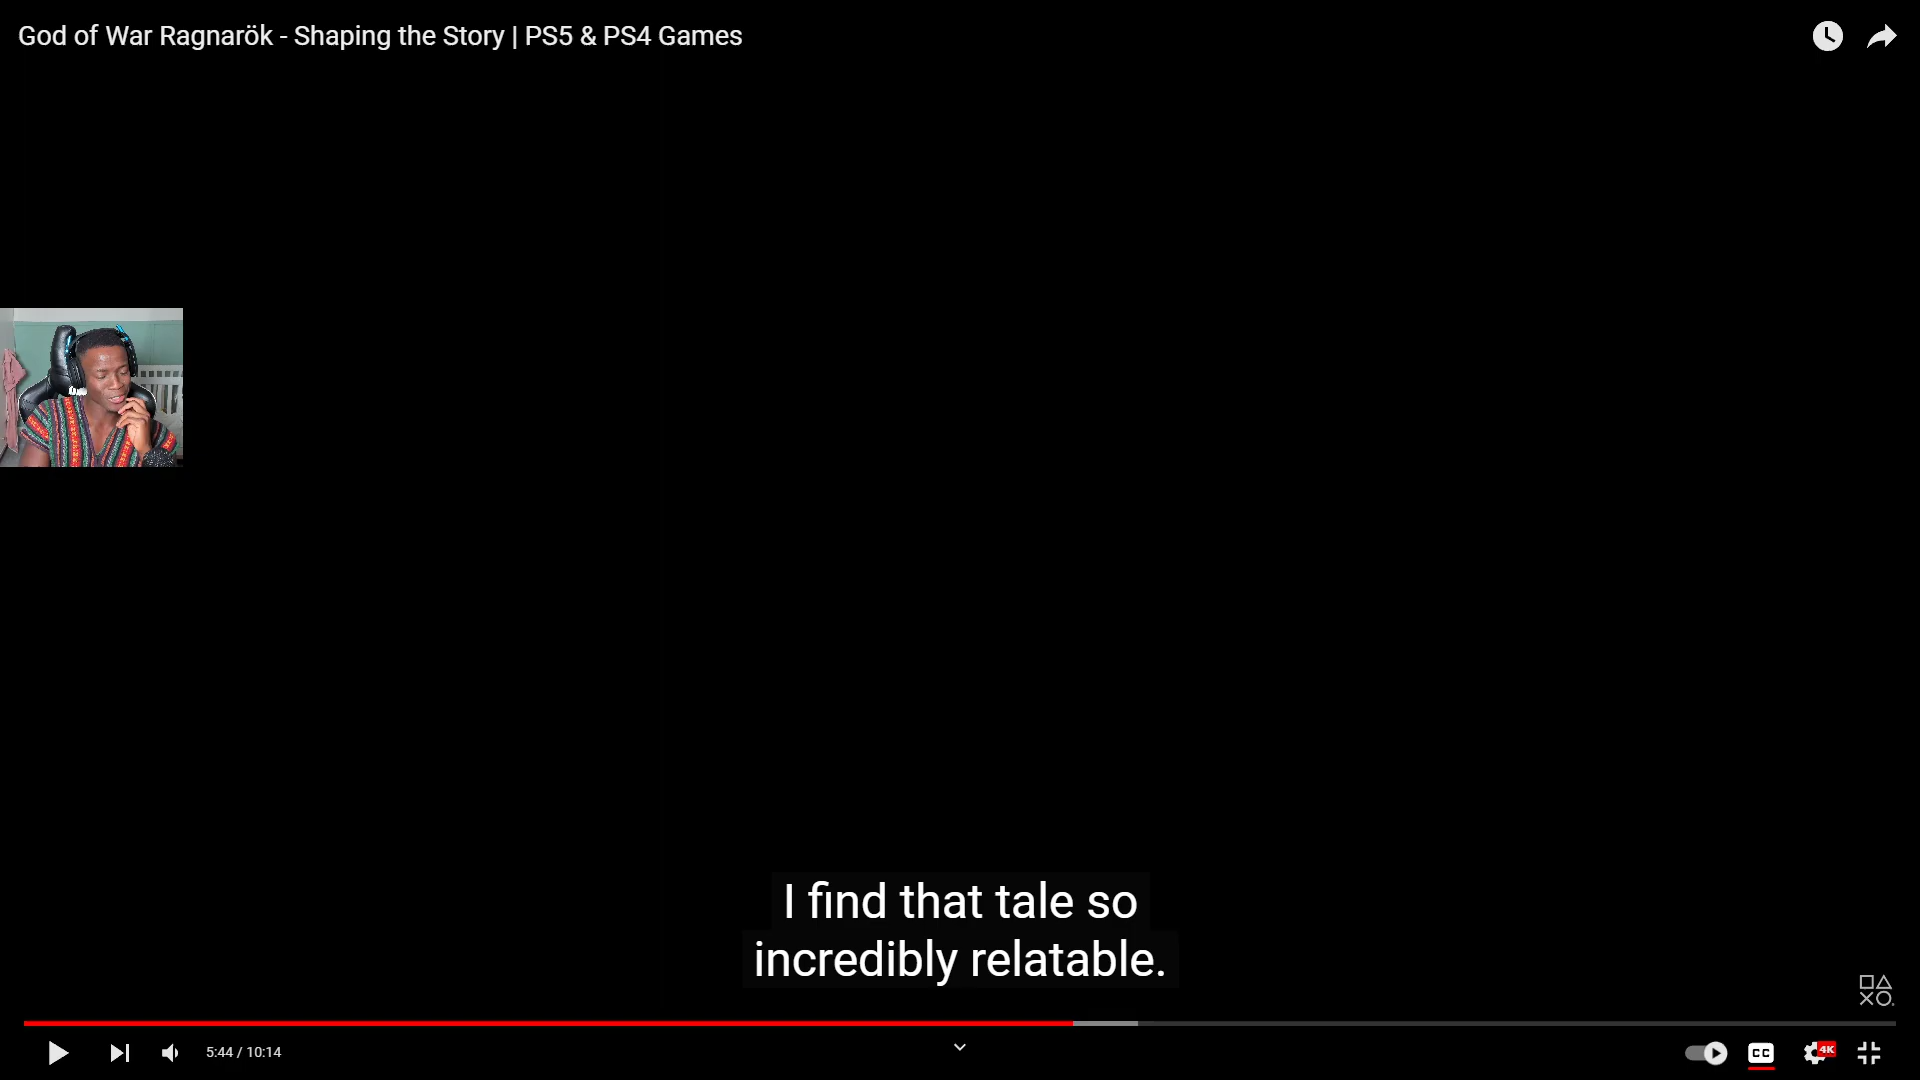 God of War Ragnarök - Shaping the Story | PS5 & PS4 Games
I find that tale so
incredibly relatable.
5:44 / 10:14
CC
4K